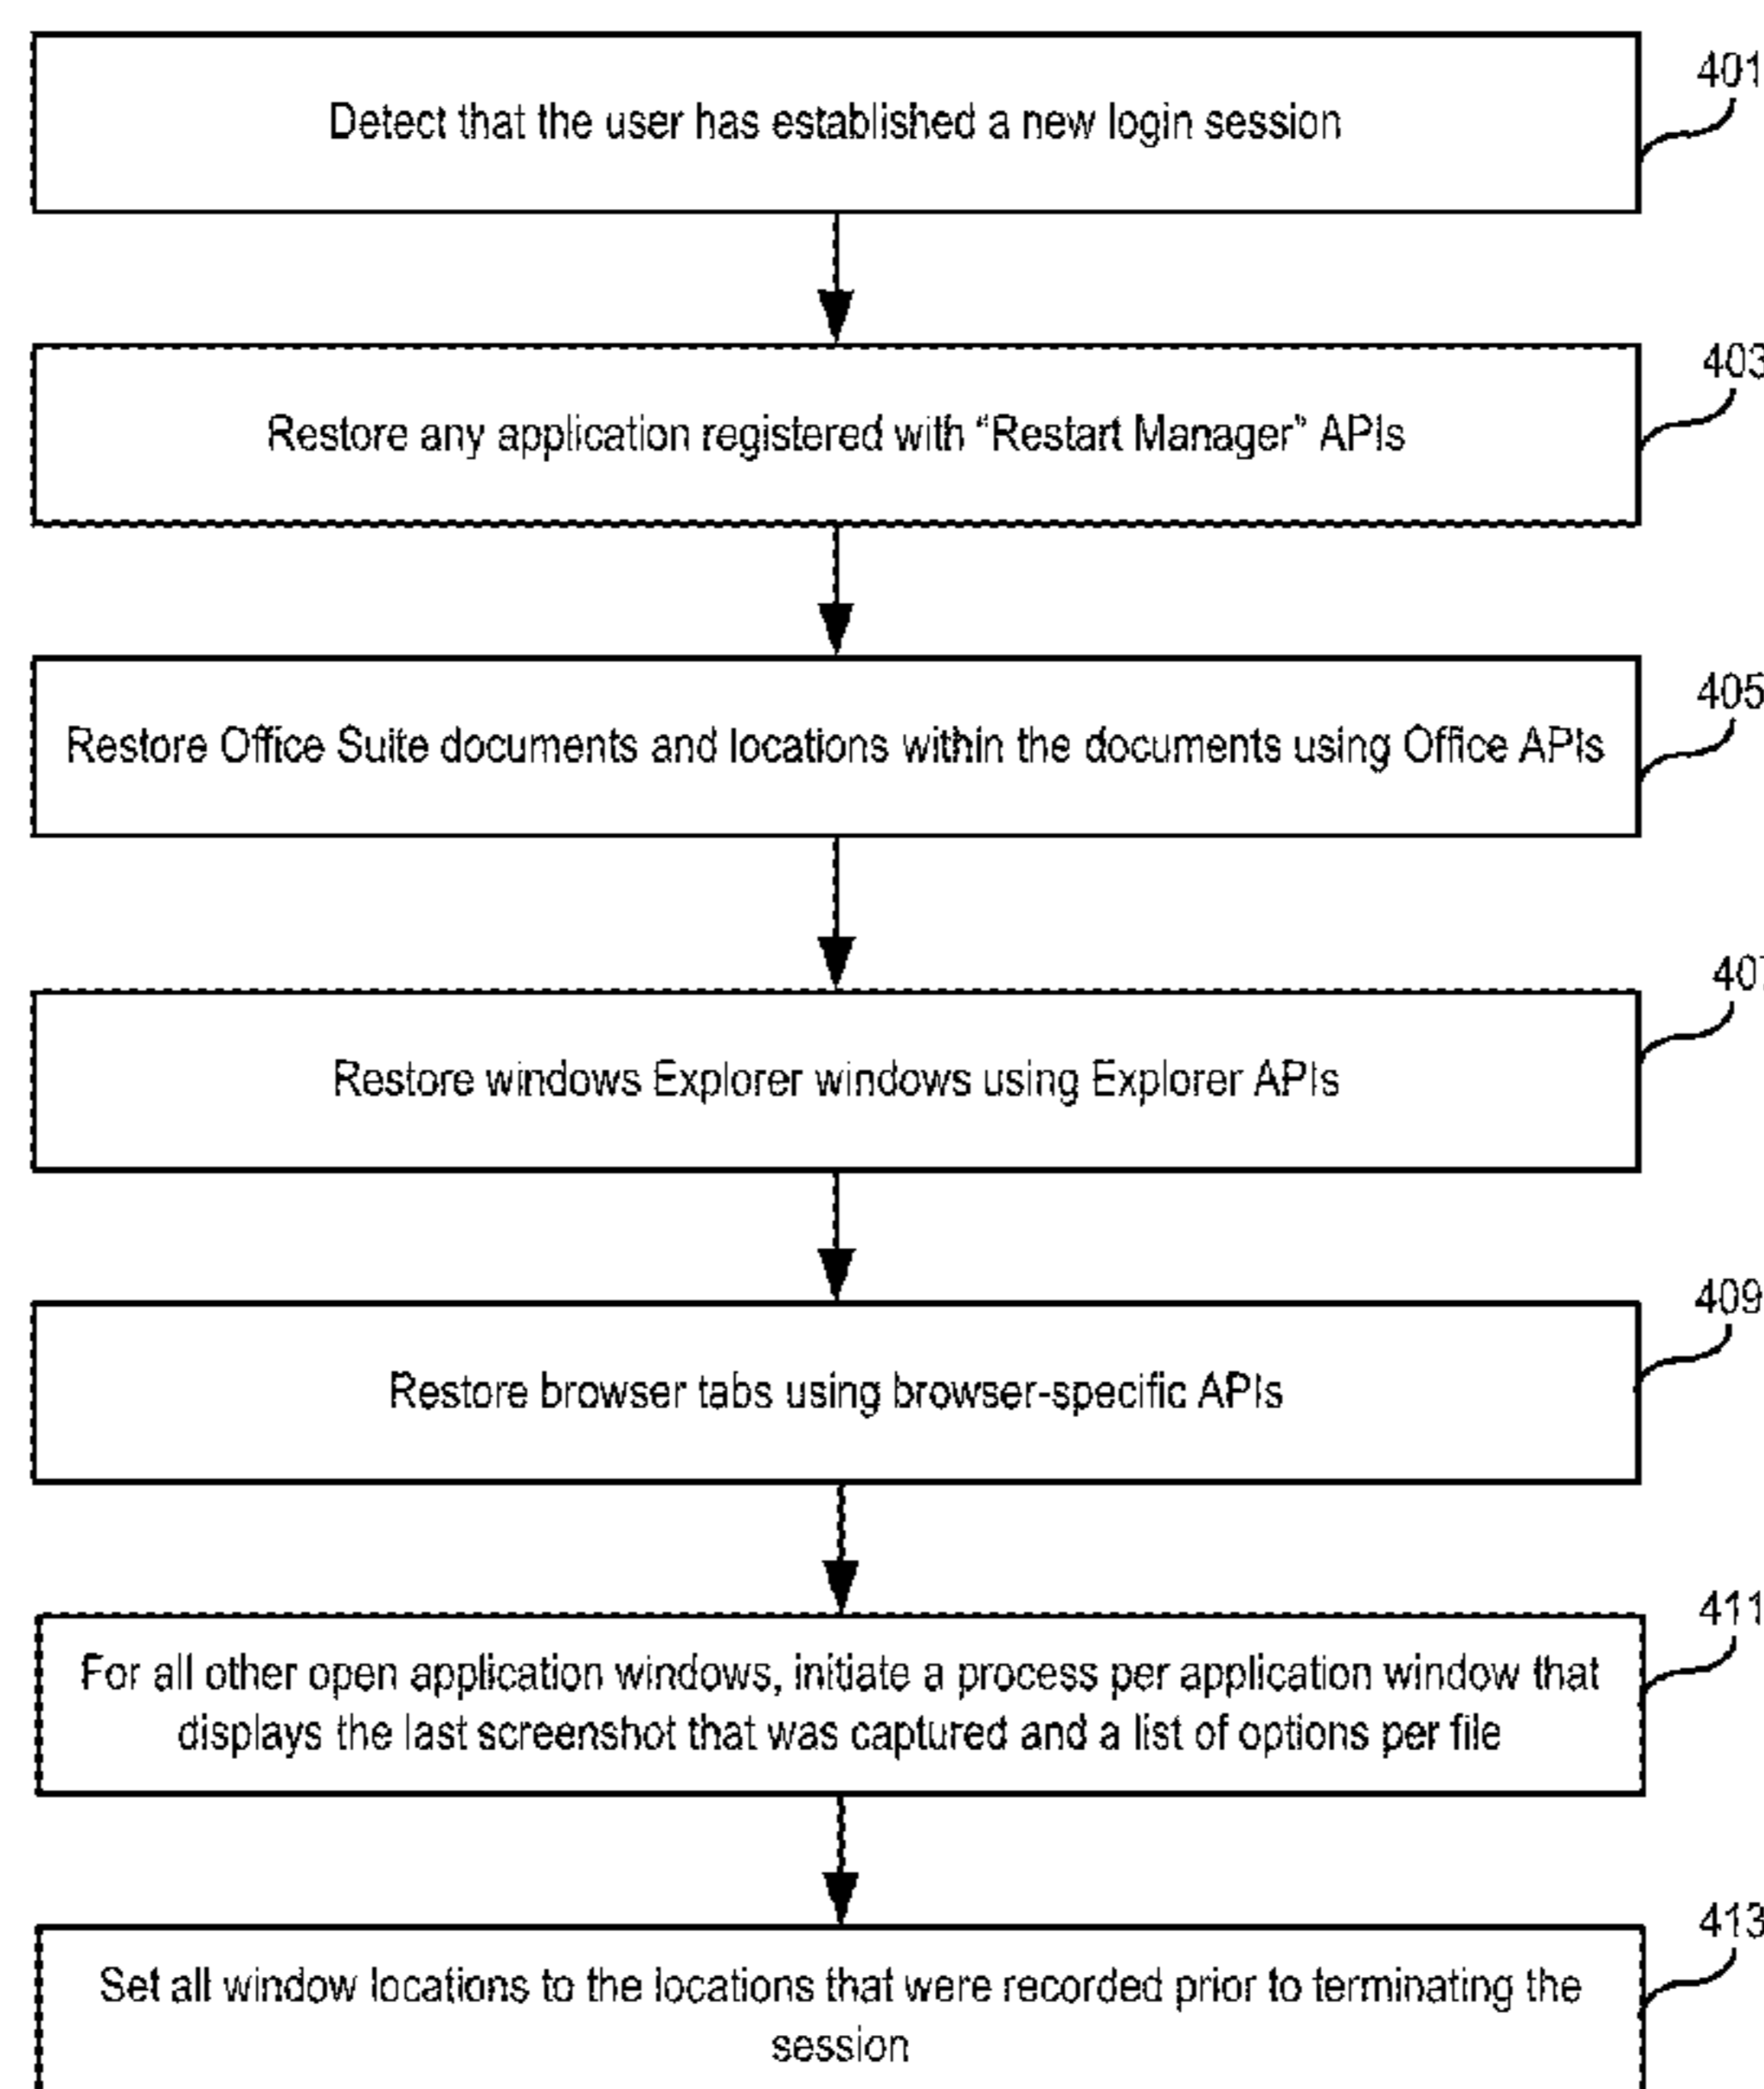 401
Detect that the user has established a new login session
403
Restore any application registered with “Restart Manager” APIs
405
Restore Office Suite documents and locations within the documents using Office APIs
407
Restore windows Explorer windows using Explorer APIs
409
Restore browser tabs using browser-specific APIs
411
For all other open application windows, initiate a process per application window that
displays the last screenshot that was captured and a list of options per file
413
Set all window locations to the locations that were recorded prior to terminating the
session